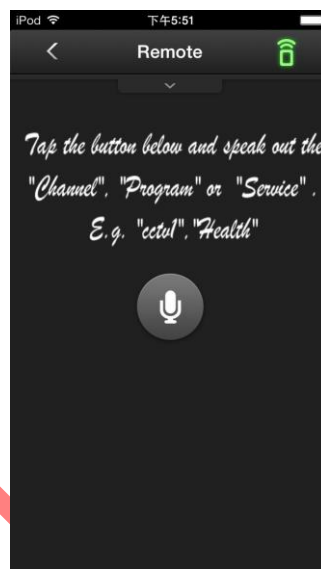 iPod 下午5:51
Remote
Tap the button below and speak out the
"Channel", "Program" or "Service" .
E.g. "cctv1", "Health"